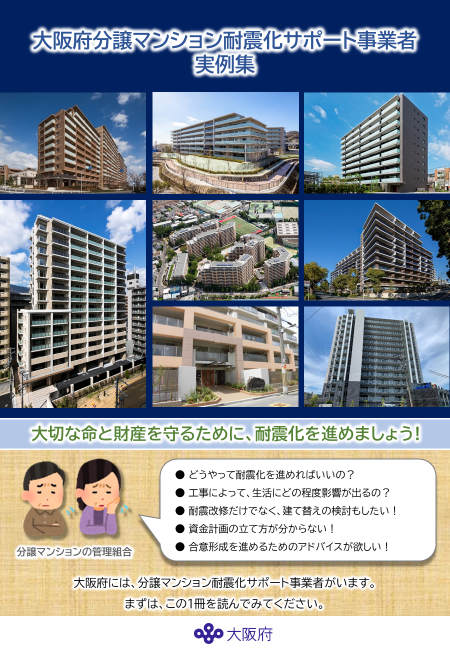 大阪府分譲マンション耐震化サポート事業者
実例集
大切な命と財産を守るために、耐震化を進めましょう！
● どうやって耐震化を進めればいいの？
● 工事によって、生活にどの程度影響が出るの？
● 耐震改修だけでなく、建て替えの検討もしたい！
● 資金計画の立て方が分からない！
● 合意形成を進めるためのアドバイスが欲しい！
分譲マンションの管理組合
大阪府には、分譲マンション耐震化サポート事業者がいます。
まずは、この1冊を読んでみてください。
大阪府